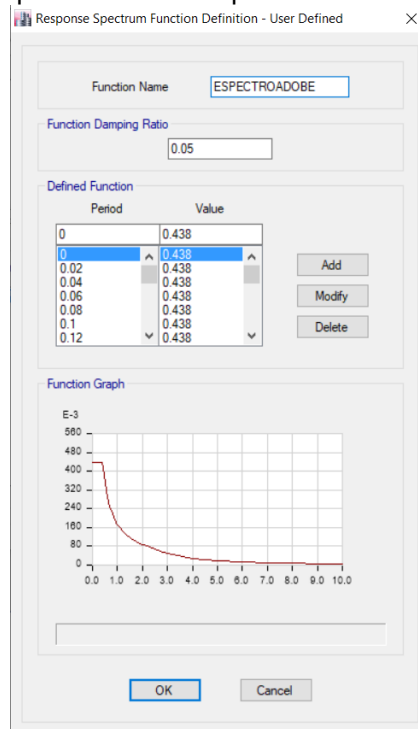 Response Spectrum Function Definition - User Defined
Function Name ESPECTROADOBE
Function Damping Ratio
0.05
Defined Function
Period Value
0 0.438
0 0.438
0.02 0.438
0.04 0.438
0.06 0.438
0.08 0.438
0.1 0.438
0.12 0.438
Add
Modify
Delete
Function Graph
E-3
560
480
400
320
240
160
80
0
0.0 1.0 2.0 3.0 4.0 5.0 6.0 7.0 8.0 9.0 10.0
OK Cancel